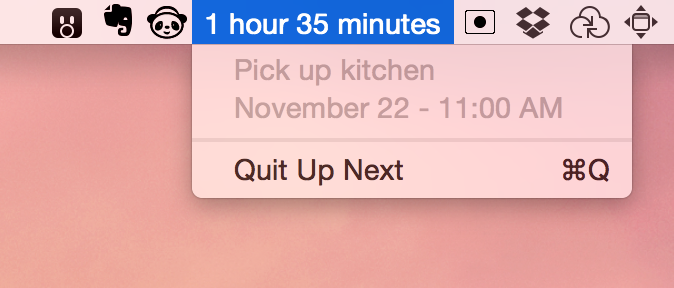 1 hour 35 minutes
Pick up kitchen
November 22 - 11:00 AM
Quit Up Next ⌘Q